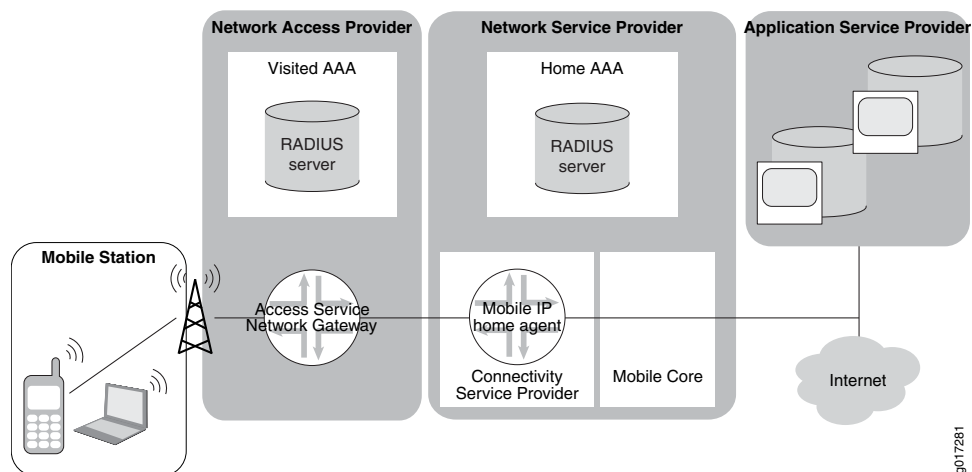 Network Access Provider
Network Service Provider
Application Service Provider
Visited AAA
Home AAA
RADIUS
server
RADIUS
server
Mobile Station
Access Service
Network Gateway
Mobile IP
home agent
Connectivity
Service Provider
Mobile Core
Internet
g017281